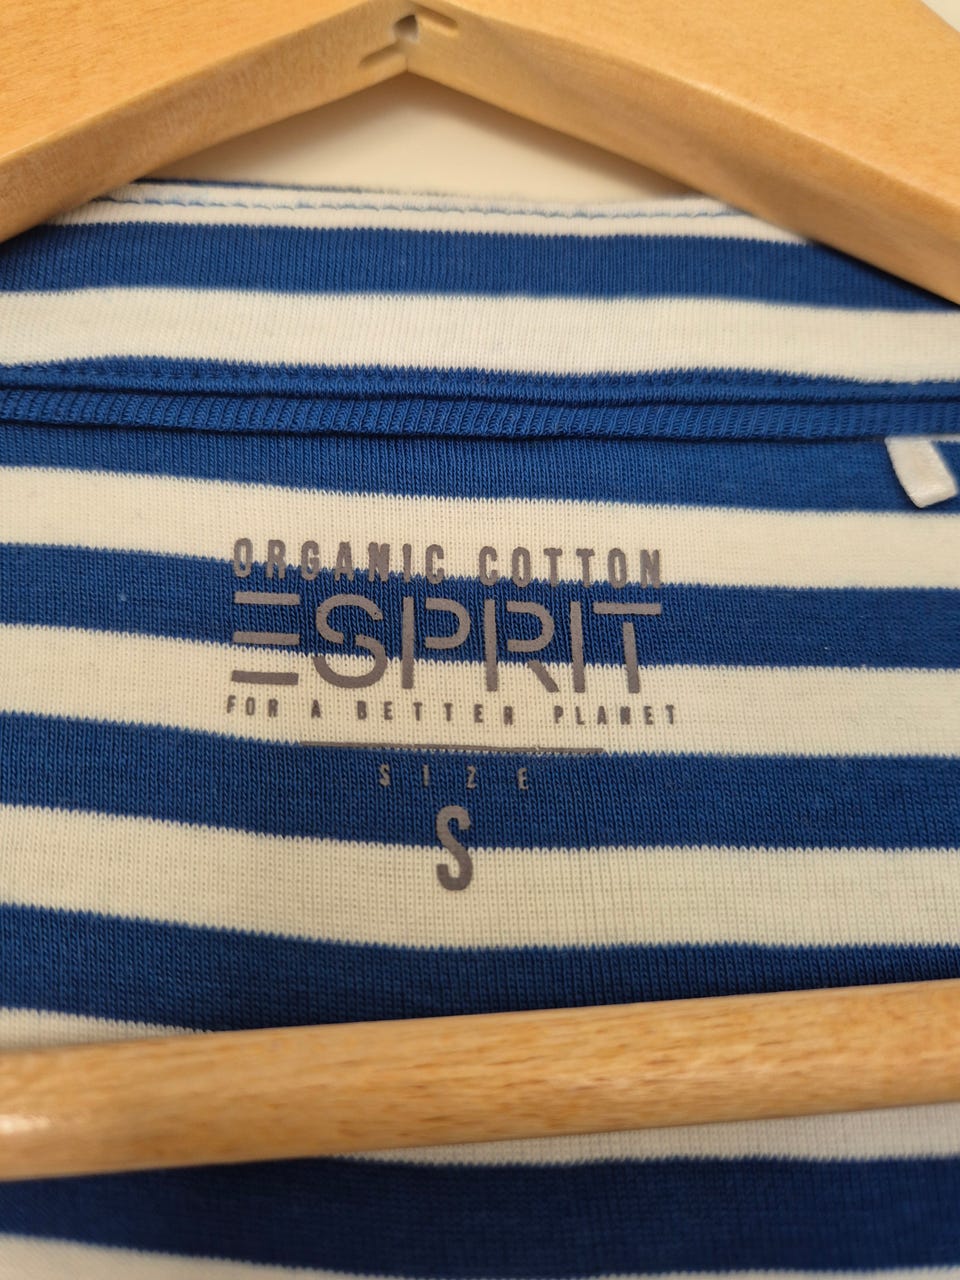 ORGANIC COTTON
ESPRIT
FOR A BETTER PLANET
SIZE
S